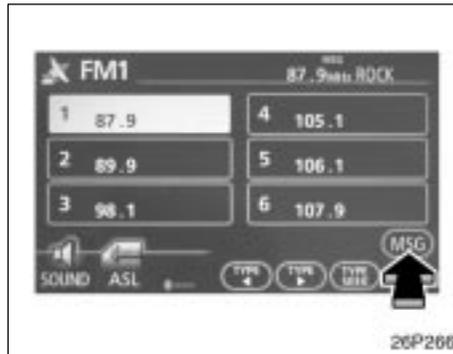 FM1
MSG
87.9MHz ROCK
1 87.9
4 105.1
2 89.9
5 106.1
3 98.1
6 107.9
MSG
SOUND ASL TYPE TYPE TYPE
26P266